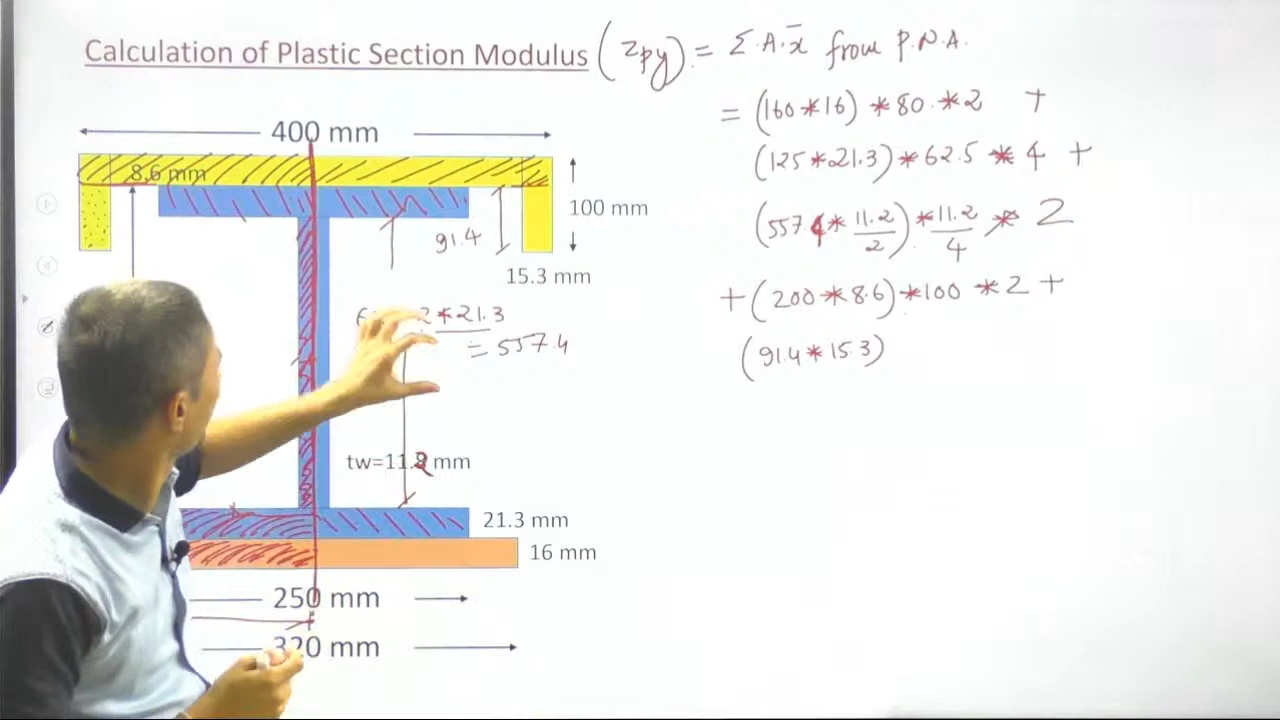 Calculation of Plastic Section Modulus (Zpy) = Σ.A.x̄ from P.N.A.
= (160*16) *80.*2 +
400 mm
(125*21.3)*62.5 *4 +
8.6 mm
100 mm
(557.4*11.2/2)*11.2/4 * 2
91.4
15.3 mm
+(200*8.6)*100 *2 +
2*21.3
= 557.4
(91.4*15.3)
tw=11.2 mm
21.3 mm
16 mm
250 mm
320 mm